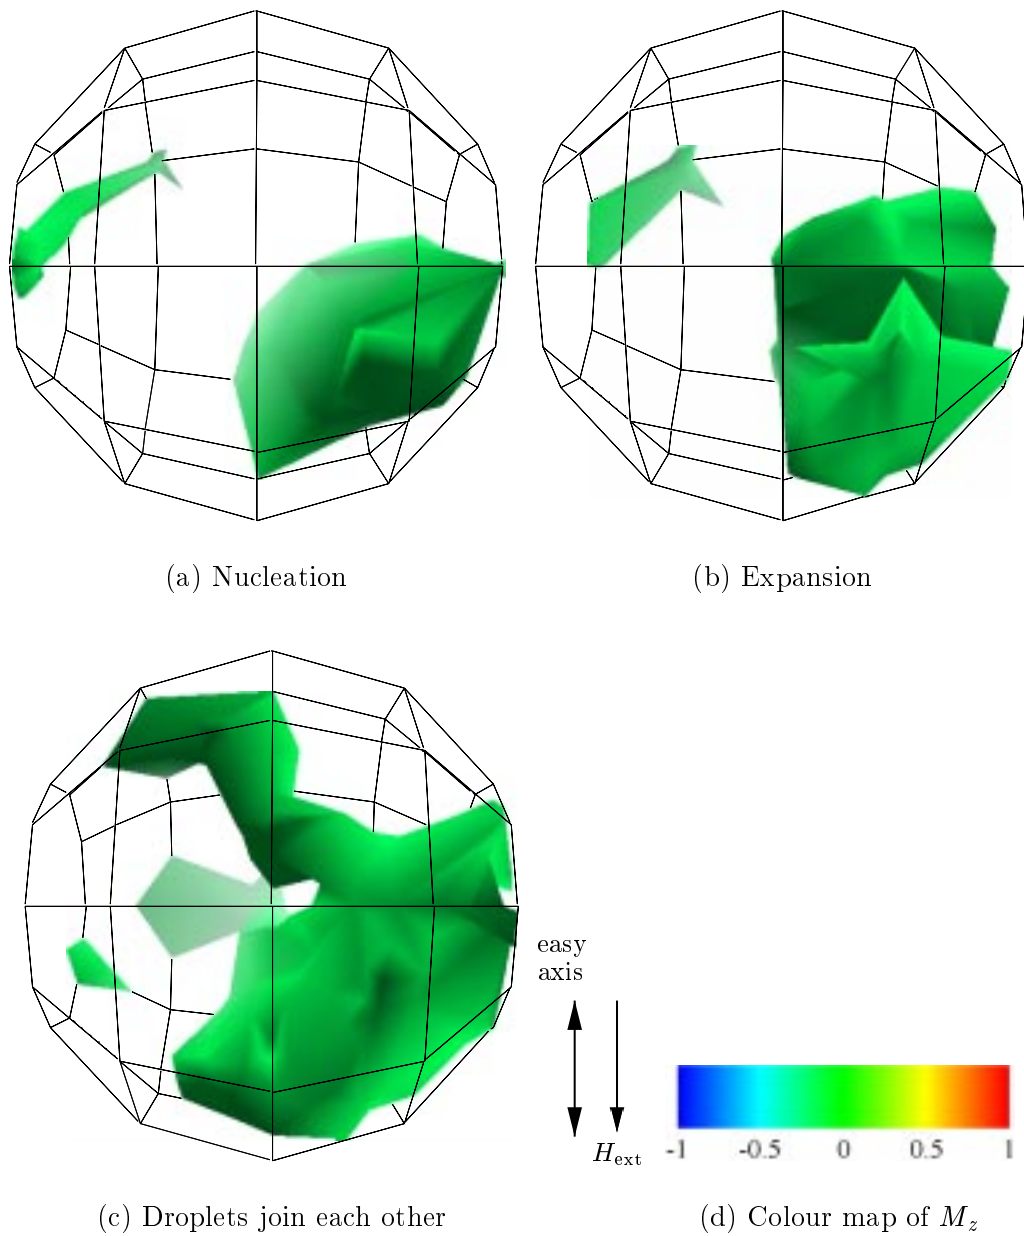 (a) Nucleation
(b) Expansion
easy
axis
H_ext
-1 -0.5 0 0.5 1
(c) Droplets join each other
(d) Colour map of M_z